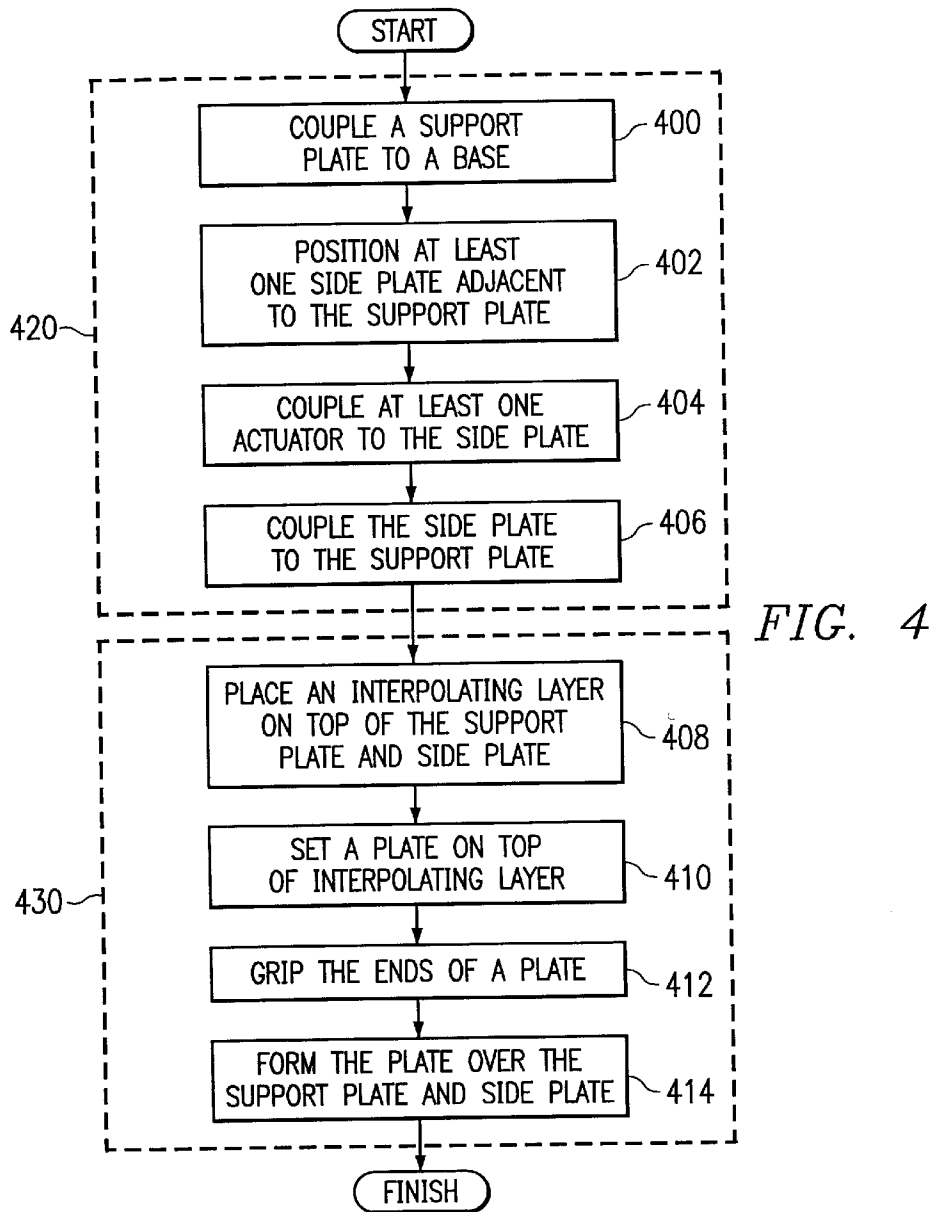 START
COUPLE A SUPPORT
PLATE TO A BASE
400
POSITION AT LEAST
ONE SIDE PLATE ADJACENT
TO THE SUPPORT PLATE
402
420
COUPLE AT LEAST ONE
ACTUATOR TO THE SIDE PLATE
404
COUPLE THE SIDE PLATE
TO THE SUPPORT PLATE
406
FIG. 4
PLACE AN INTERPOLATING LAYER
ON TOP OF THE SUPPORT
PLATE AND SIDE PLATE
408
SET A PLATE ON TOP
OF INTERPOLATING LAYER
410
430
GRIP THE ENDS OF A PLATE
412
FORM THE PLATE OVER THE
SUPPORT PLATE AND SIDE PLATE
414
FINISH